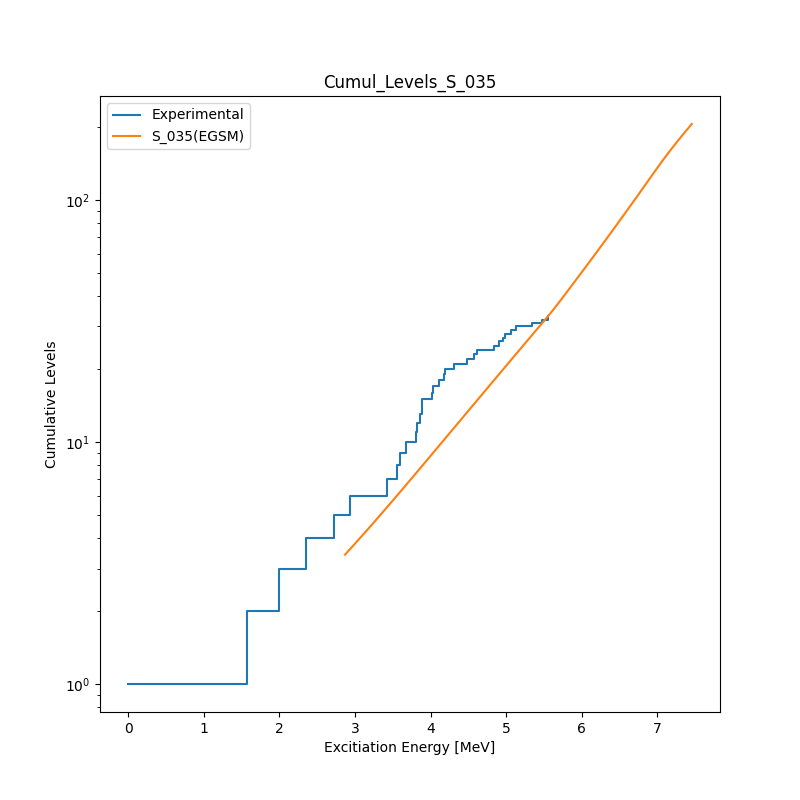 Cumul_Levels_S_035
Experimental
S_035(EGSM)
Cumulative Levels
10²
10¹
10⁰
0 1 2 3 4 5 6 7
Excitiation Energy [MeV]